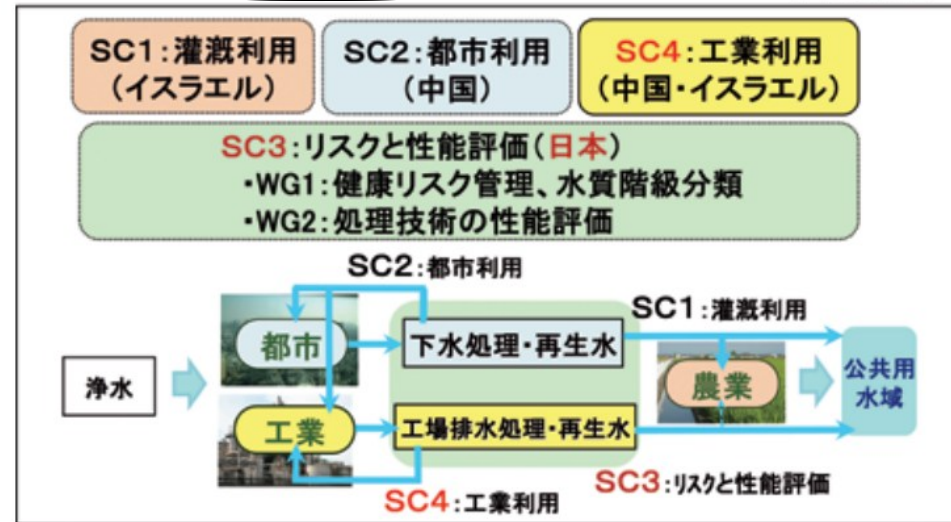 SC1:灌漑利用
(イスラエル)
SC2:都市利用
(中国)
SC4:工業利用
(中国・イスラエル)
SC3:リスクと性能評価(日本)
・WG1:健康リスク管理、水質階級分類
・WG2:処理技術の性能評価
SC2:都市利用
SC1:灌漑利用
都市
下水処理・再生水
浄水
農業
公共用
水域
工業
工場排水処理・再生水
SC4:工業利用
SC3:リスクと性能評価